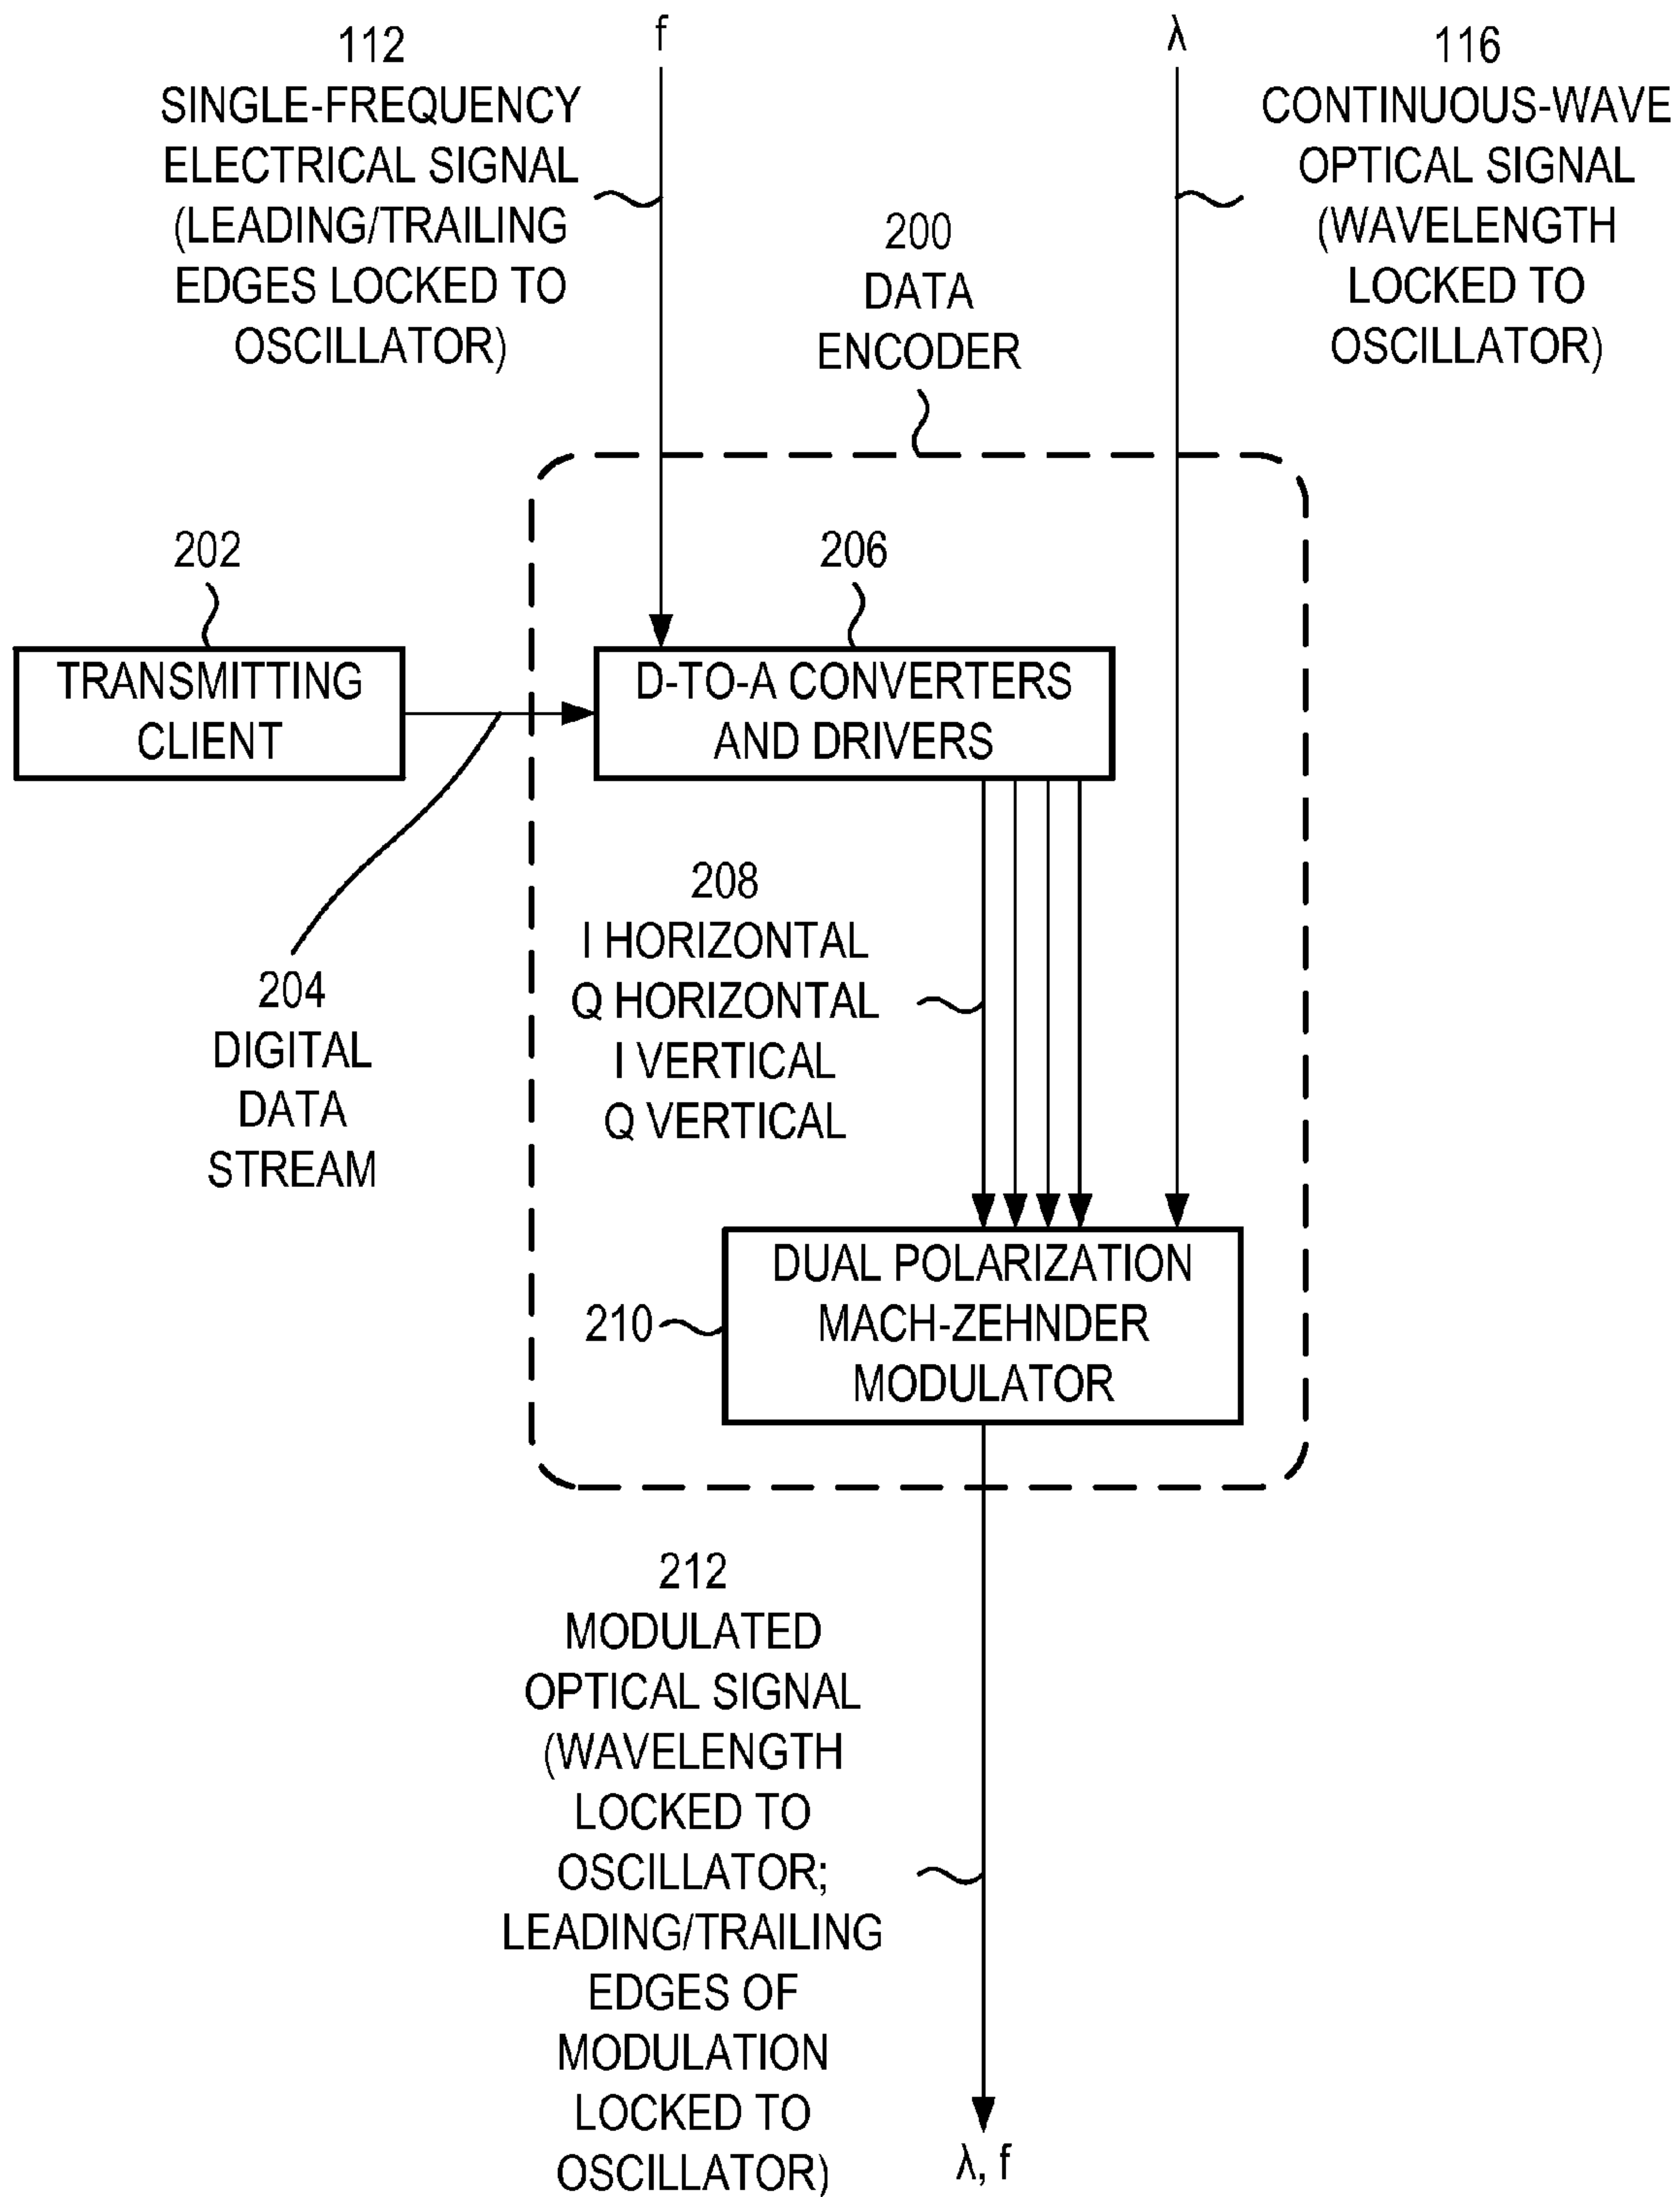 112
SINGLE-FREQUENCY
ELECTRICAL SIGNAL
(LEADING/TRAILING
EDGES LOCKED TO
OSCILLATOR)
f
λ
116
CONTINUOUS-WAVE
OPTICAL SIGNAL
(WAVELENGTH
LOCKED TO
OSCILLATOR)
200
DATA
ENCODER
202
TRANSMITTING
CLIENT
206
D-TO-A CONVERTERS
AND DRIVERS
204
DIGITAL
DATA
STREAM
208
I HORIZONTAL
Q HORIZONTAL
I VERTICAL
Q VERTICAL
210
DUAL POLARIZATION
MACH-ZEHNDER
MODULATOR
212
MODULATED
OPTICAL SIGNAL
(WAVELENGTH
LOCKED TO
OSCILLATOR;
LEADING/TRAILING
EDGES OF
MODULATION
LOCKED TO
OSCILLATOR)
λ, f